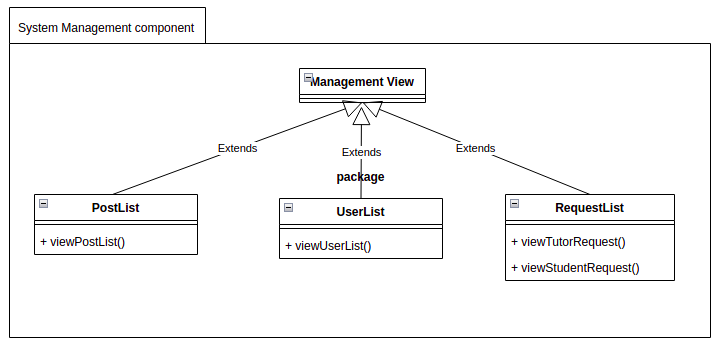 System Management component
Management View
Extends
Extends
Extends
package
PostList
+ viewPostList()
UserList
+ viewUserList()
RequestList
+ viewTutorRequest()
+ viewStudentRequest()